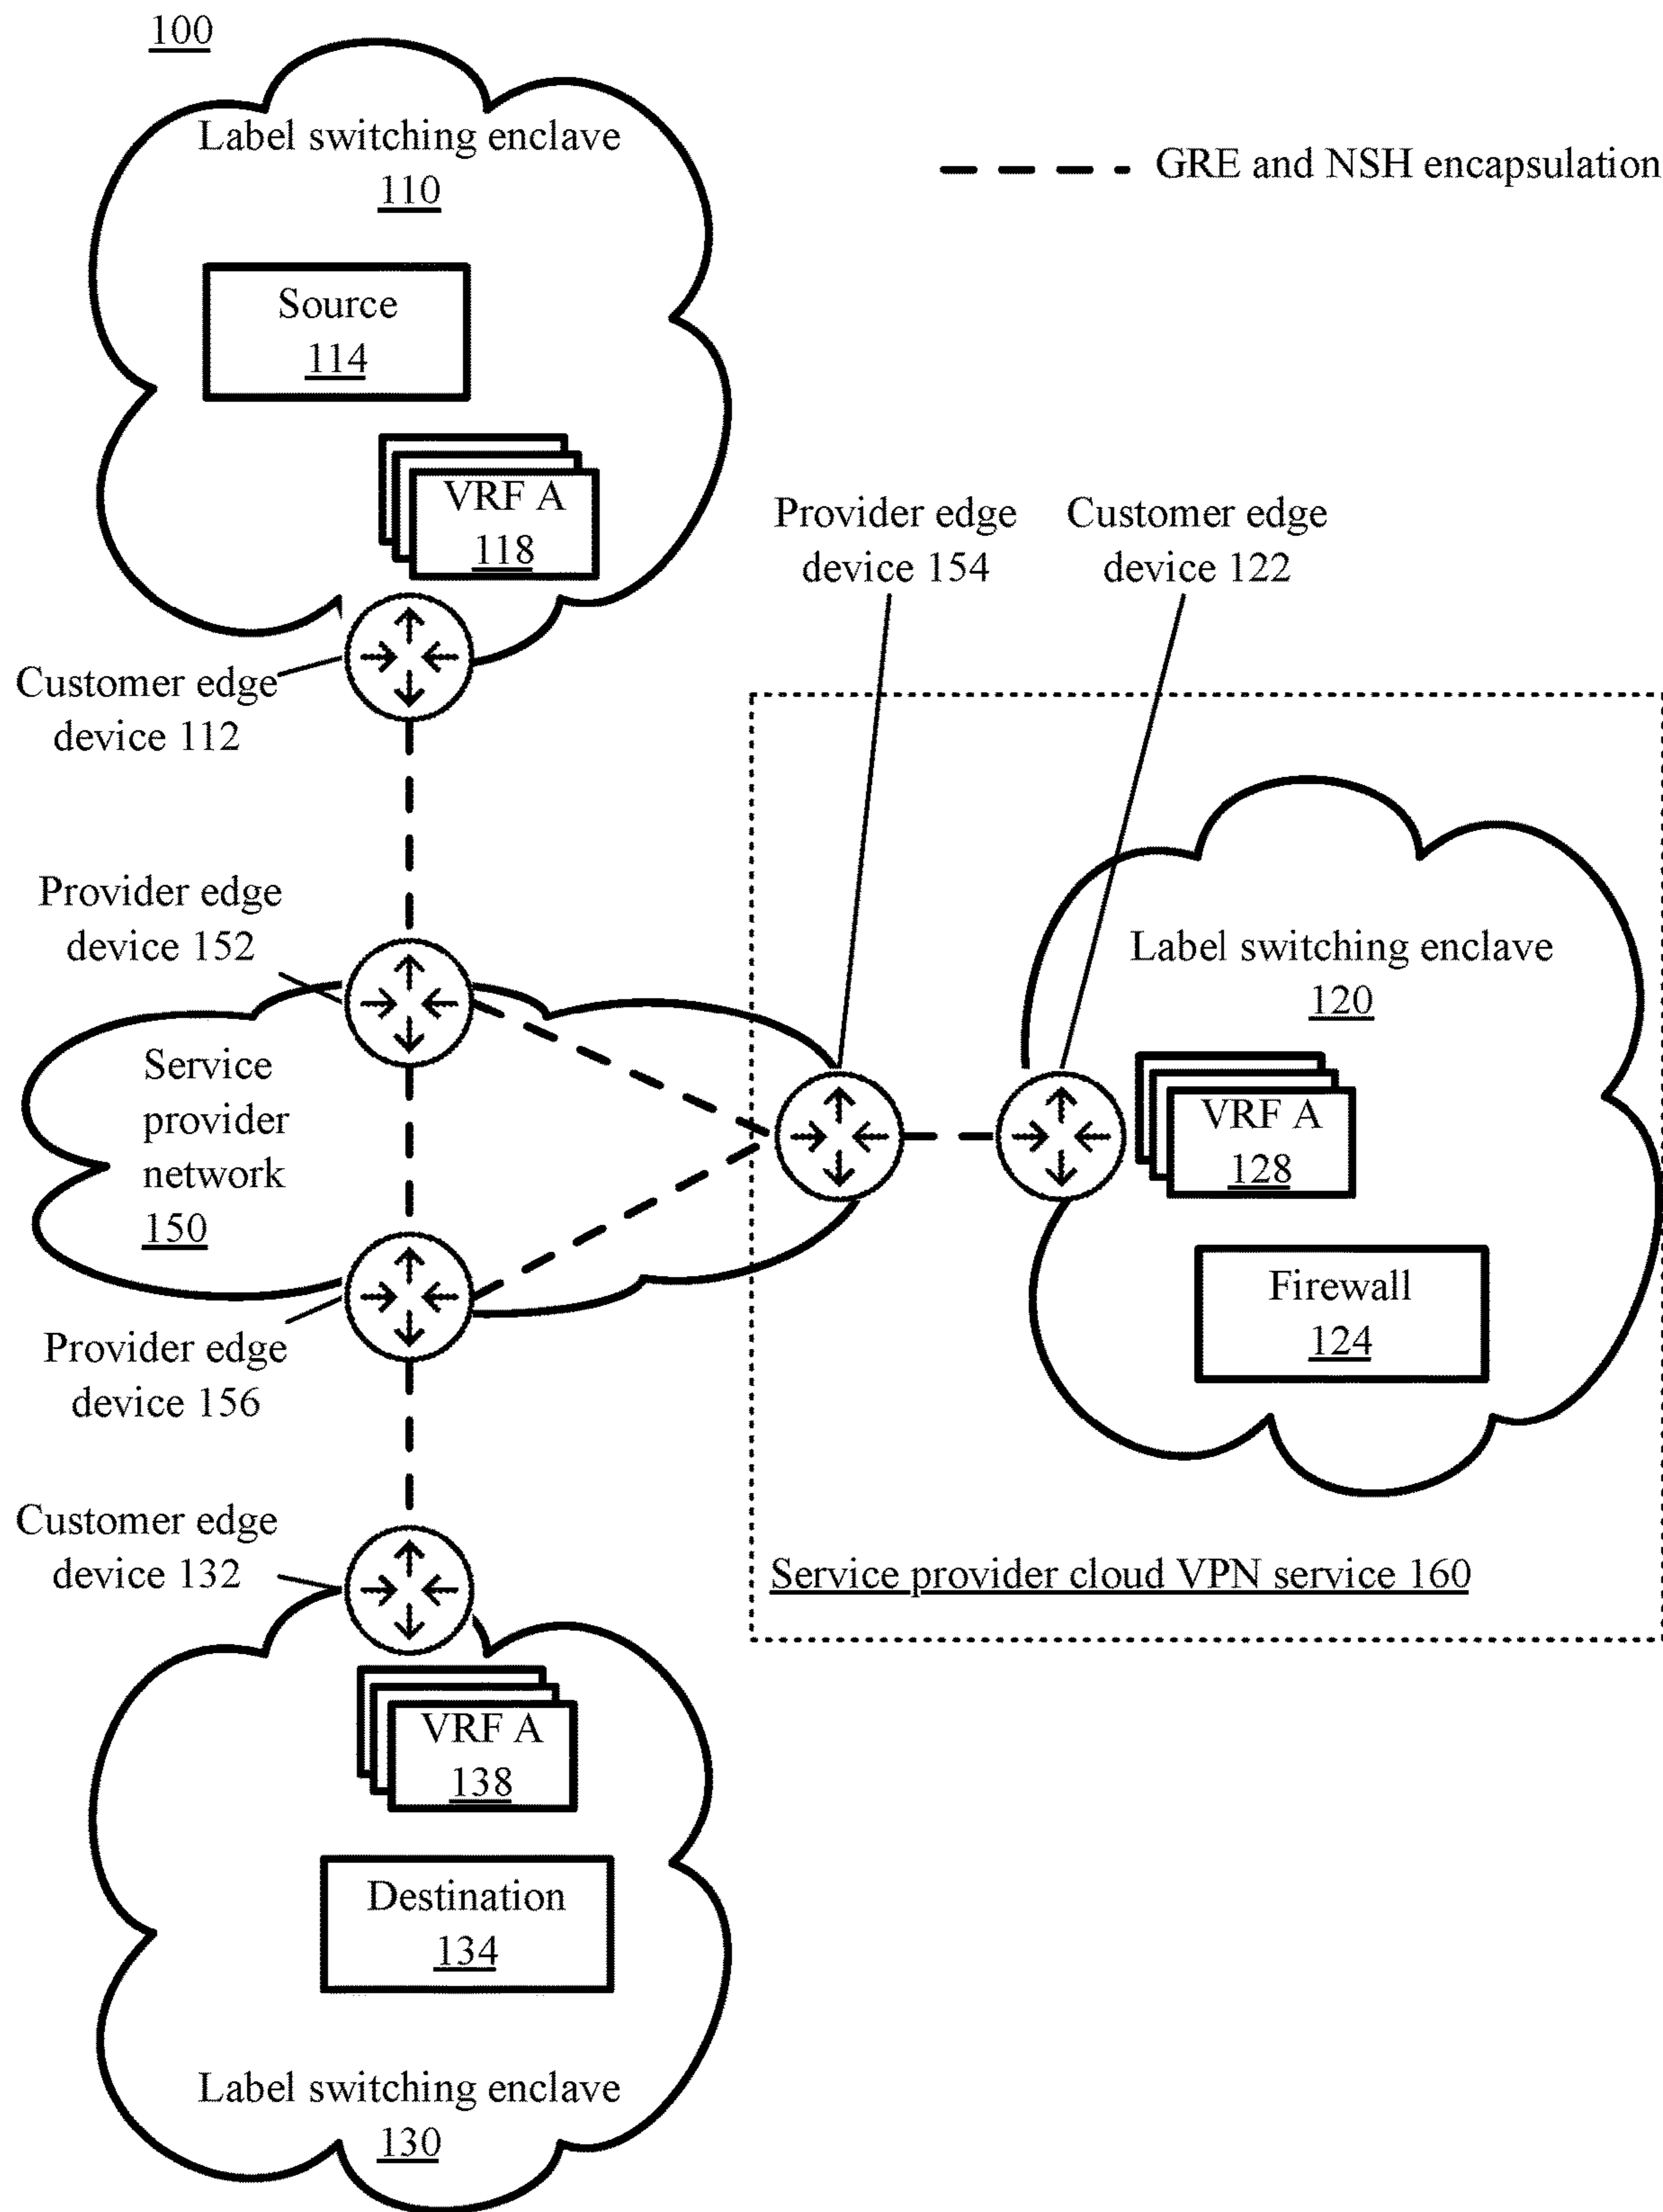 100
Label switching enclave
110
GRE and NSH encapsulation
Source
114
VRF A
118
Provider edge
device 154
Customer edge
device 122
Customer edge
device 112
Provider edge
device 152
Label switching enclave
120
Service
provider
network
150
VRF A
128
Firewall
124
Provider edge
device 156
Customer edge
device 132
Service provider cloud VPN service 160
VRF A
138
Destination
134
Label switching enclave
130